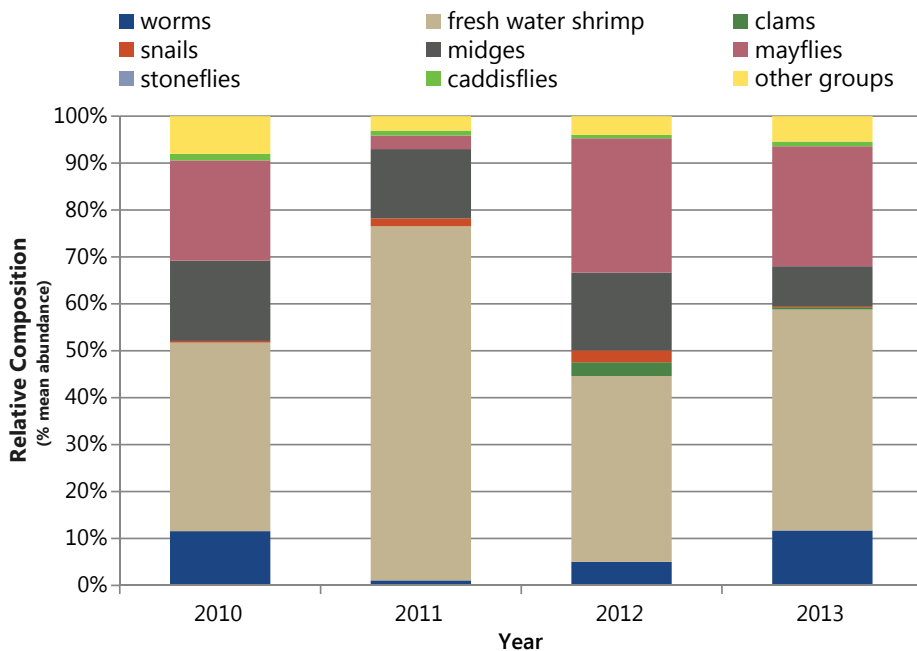 worms fresh water shrimp clams
snails midges mayflies
stoneflies caddisflies other groups
100%
90%
80%
70%
60%
50%
40%
30%
20%
10%
0%
Relative Composition
(% mean abundance)
2010 2011 2012 2013
Year